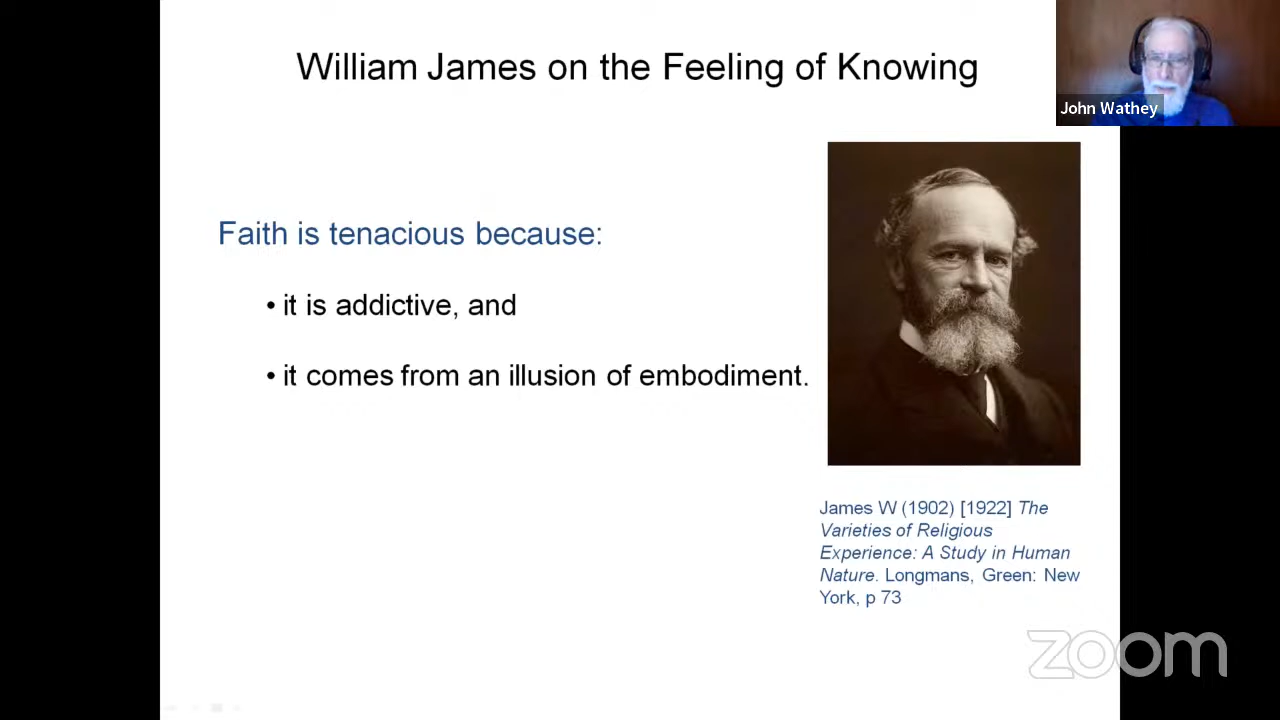 William James on the Feeling of Knowing
John Wathey
Faith is tenacious because:
• it is addictive, and
• it comes from an illusion of embodiment.
James W (1902) [1922] The
Varieties of Religious
Experience: A Study in Human
Nature. Longmans, Green: New
York, p 73
zoom